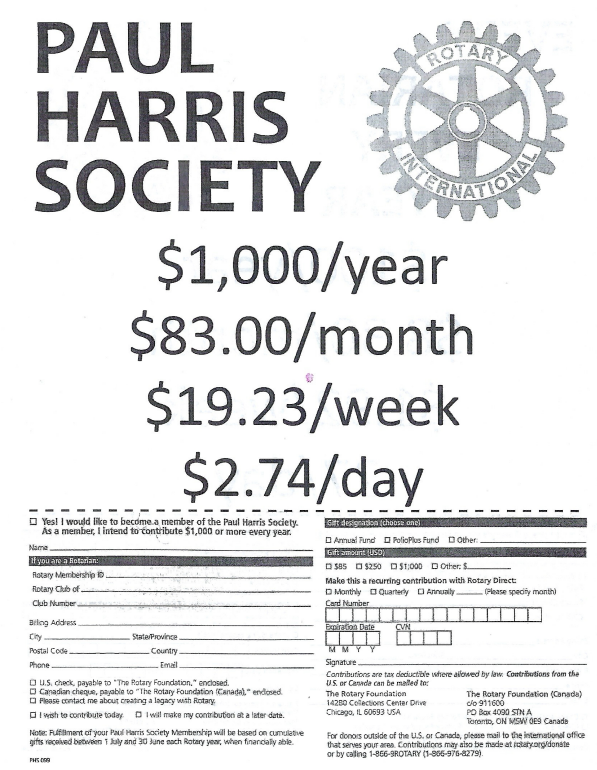 PAUL
HARRIS
SOCIETY
ROTARY
INTERNATIONAL
$1,000/year
$83.00/month
$19.23/week
$2.74/day
☐ Yes! I would like to become a member of the Paul Harris Society.
As a member, I intend to contribute $1,000 or more every year.
Name
If you are a Rotarian:
Rotary Membership ID
Rotary Club of
Club Number
Billing Address
City State/Province
Postal Code Country
Phone Email
☐ U.S. check, payable to "The Rotary Foundation," enclosed.
☐ Canadian cheque, payable to "The Rotary Foundation (Canada)," enclosed.
☐ Please contact me about creating a legacy with Rotary.
☐ I wish to contribute today. ☐ I will make my contribution at a later date.
Note: Fulfillment of your Paul Harris Society Membership will be based on cumulative
gifts received between 1 July and 30 June each Rotary year, when financially able.
PHS 099
Gift designation (choose one)
☐ Annual Fund ☐ PolioPlus Fund ☐ Other:
Gift amount (USD)
☐ $85 ☐ $250 ☐ $1,000 ☐ Other: $
Make this a recurring contribution with Rotary Direct:
☐ Monthly ☐ Quarterly ☐ Annually (Please specify month)
Card Number
Expiration Date CVN
M M Y Y
Signature
Contributions are tax deductible where allowed by law. Contributions from the
U.S. or Canada can be mailed to:
The Rotary Foundation
14280 Collections Center Drive
Chicago, IL 60693 USA
The Rotary Foundation (Canada)
c/o 911600
PO Box 4090 STN A
Toronto, ON M5W 0E9 Canada
For donors outside of the U.S. or Canada, please mail to the international office
that serves your area. Contributions may also be made at rotary.org/donate
or by calling 1-866-9ROTARY (1-866-976-8279).